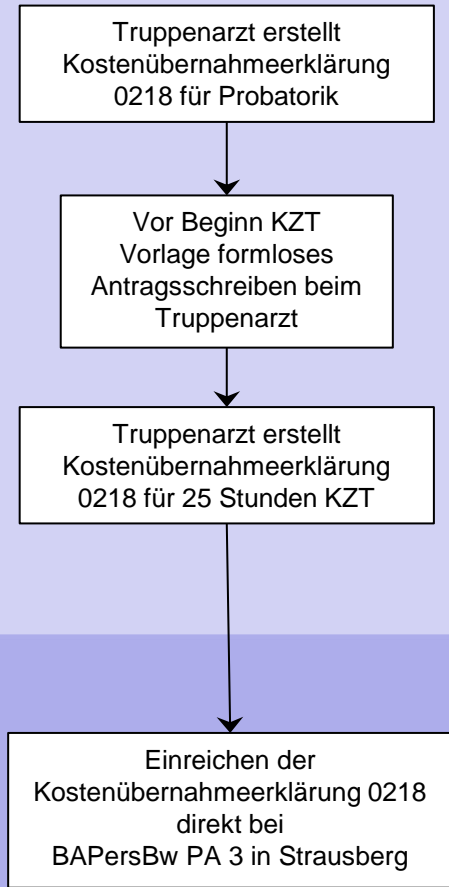 Truppenarzt erstellt
Kostenübernahmeerklärung
0218 für Probatorik
Vor Beginn KZT
Vorlage formloses
Antragsschreiben beim
Truppenarzt
Truppenarzt erstellt
Kostenübernahmeerklärung
0218 für 25 Stunden KZT
Einreichen der
Kostenübernahmeerklärung 0218
direkt bei
BAPersBw PA 3 in Strausberg